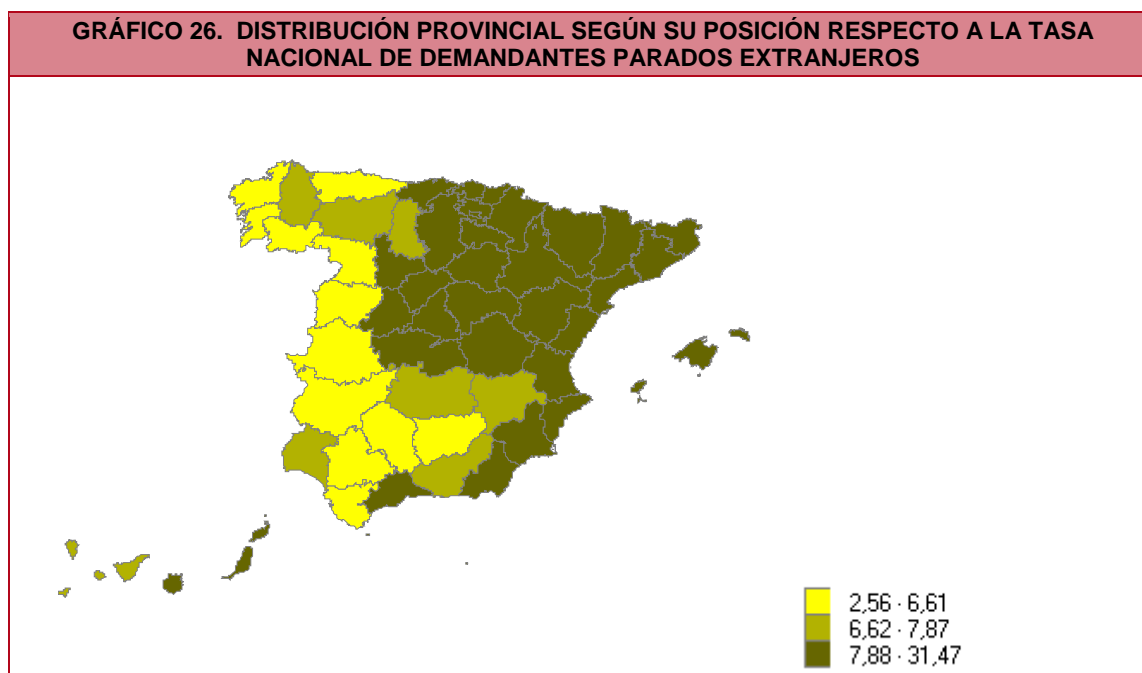 GRÁFICO 26. DISTRIBUCIÓN PROVINCIAL SEGÚN SU POSICIÓN RESPECTO A LA TASA
NACIONAL DE DEMANDANTES PARADOS EXTRANJEROS
2,56 - 6,61
6,62 - 7,87
7,88 - 31,47